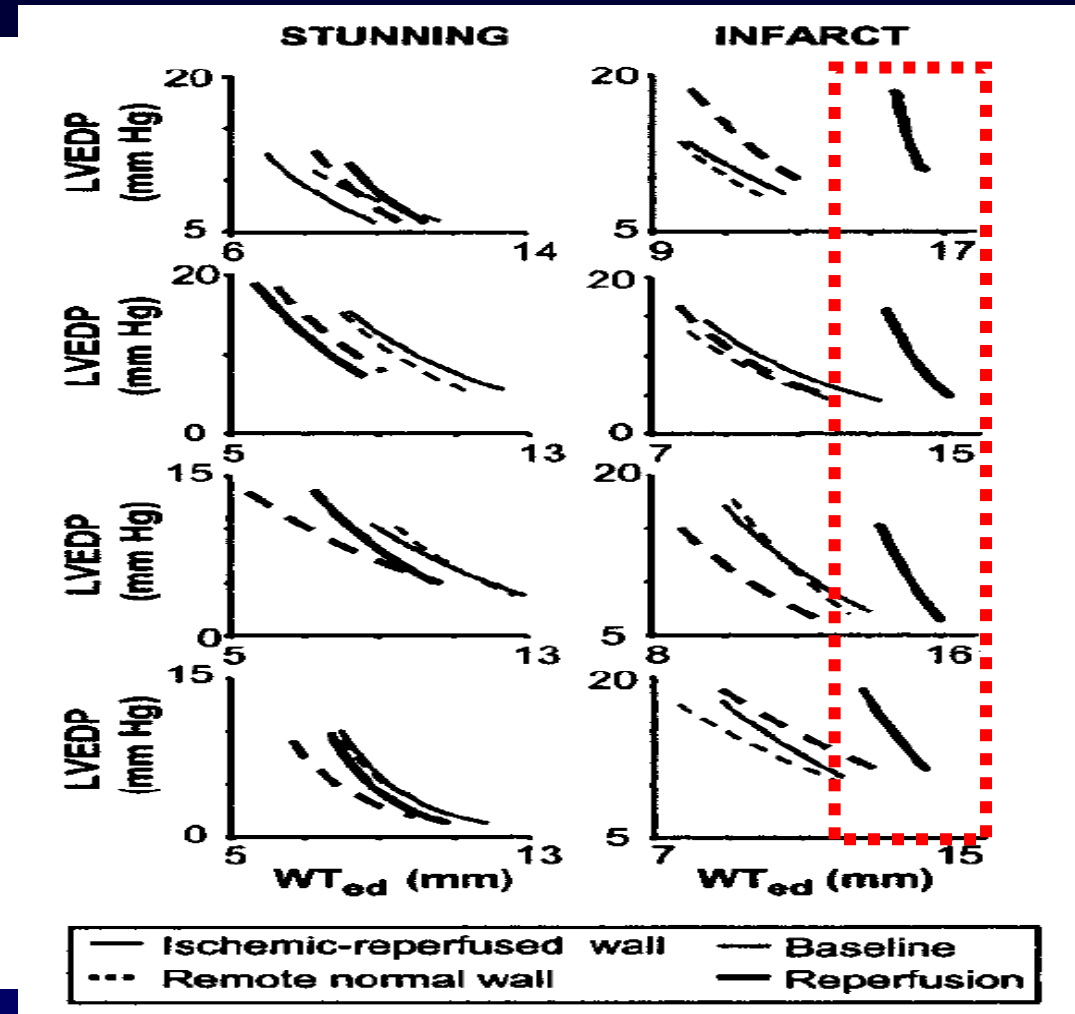 STUNNING INFARCT
20 20
LVEDP (mm Hg)
5 5
6 14 9 17
20 20
LVEDP (mm Hg)
0 0
5 13 7 15
15 20
LVEDP (mm Hg)
0 5
5 13 8 16
15 20
LVEDP (mm Hg)
0 5
5 13 7 15
WTed (mm) WTed (mm)
Ischemic-reperfused wall Baseline
Remote normal wall Reperfusion